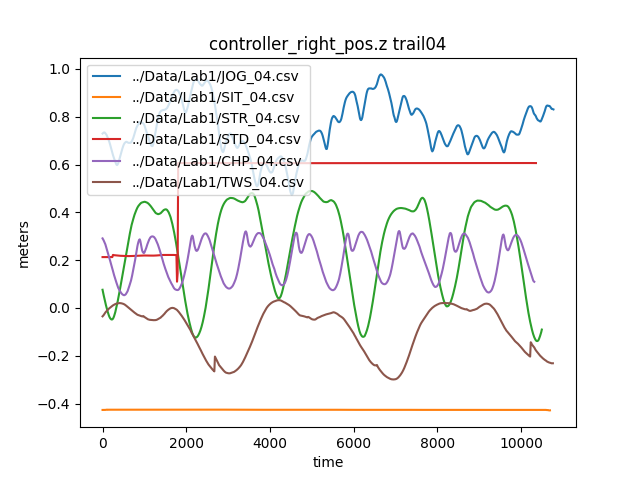 controller_right_pos.z trail04
../Data/Lab1/JOG_04.csv
../Data/Lab1/SIT_04.csv
../Data/Lab1/STR_04.csv
../Data/Lab1/STD_04.csv
../Data/Lab1/CHP_04.csv
../Data/Lab1/TWS_04.csv
meters
1.0
0.8
0.6
0.4
0.2
0.0
−0.2
−0.4
0 2000 4000 6000 8000 10000
time